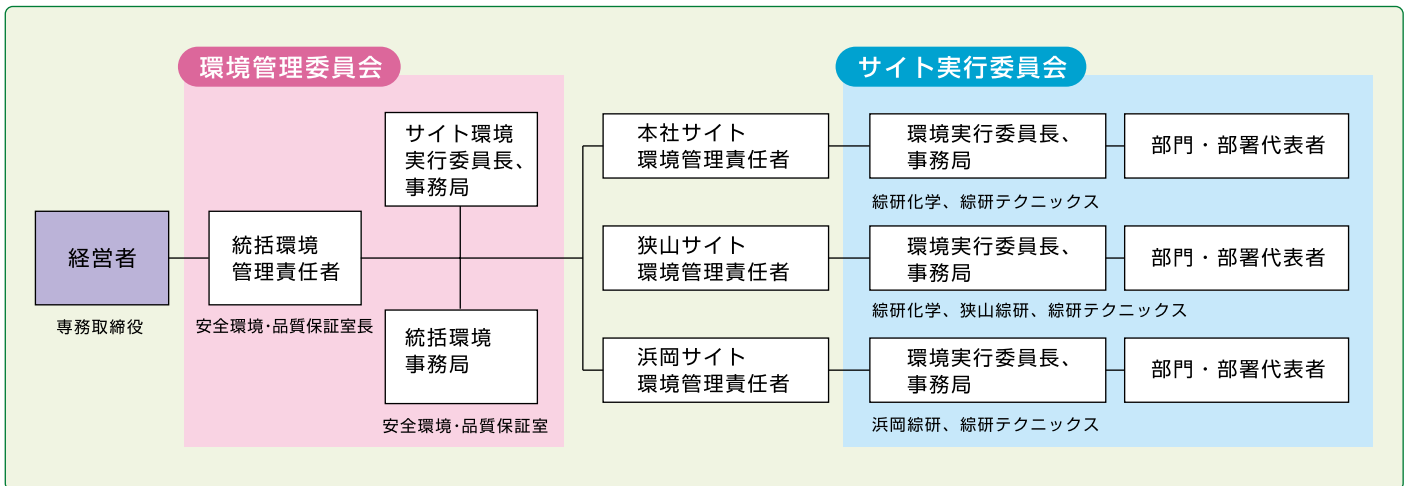 環境管理委員会
サイト実行委員会
経営者
専務取締役
統括環境
管理責任者
安全環境・品質保証室長
サイト環境
実行委員長、
事務局
統括環境
事務局
安全環境・品質保証室
本社サイト
環境管理責任者
環境実行委員長、
事務局
部門・部署代表者
綜研化学、綜研テクニックス
狭山サイト
環境管理責任者
環境実行委員長、
事務局
部門・部署代表者
綜研化学、狭山綜研、綜研テクニックス
浜岡サイト
環境管理責任者
環境実行委員長、
事務局
部門・部署代表者
浜岡綜研、綜研テクニックス